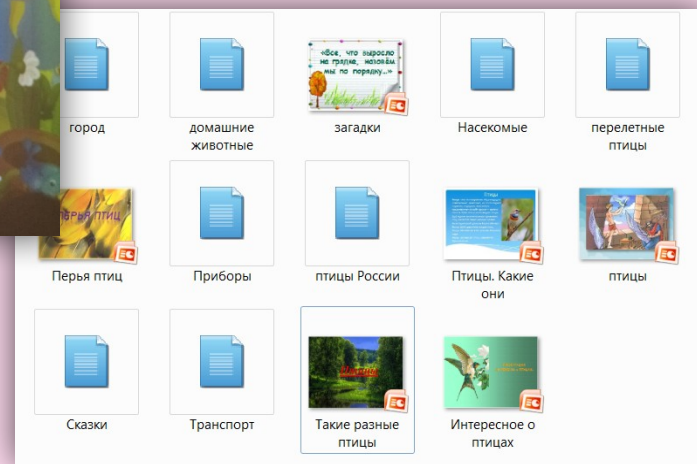 город
домашние
животные
«Все, что выросло
на грядке, назовём
мы по порядку...»
загадки
Насекомые
перелетные
птицы
ПЕРЬЯ ПТИЦ
Перья птиц
Приборы
птицы России
Птицы
Птицы. Какие
они
птицы
Сказки
Транспорт
Такие разные
птицы
Интересное о
птицах